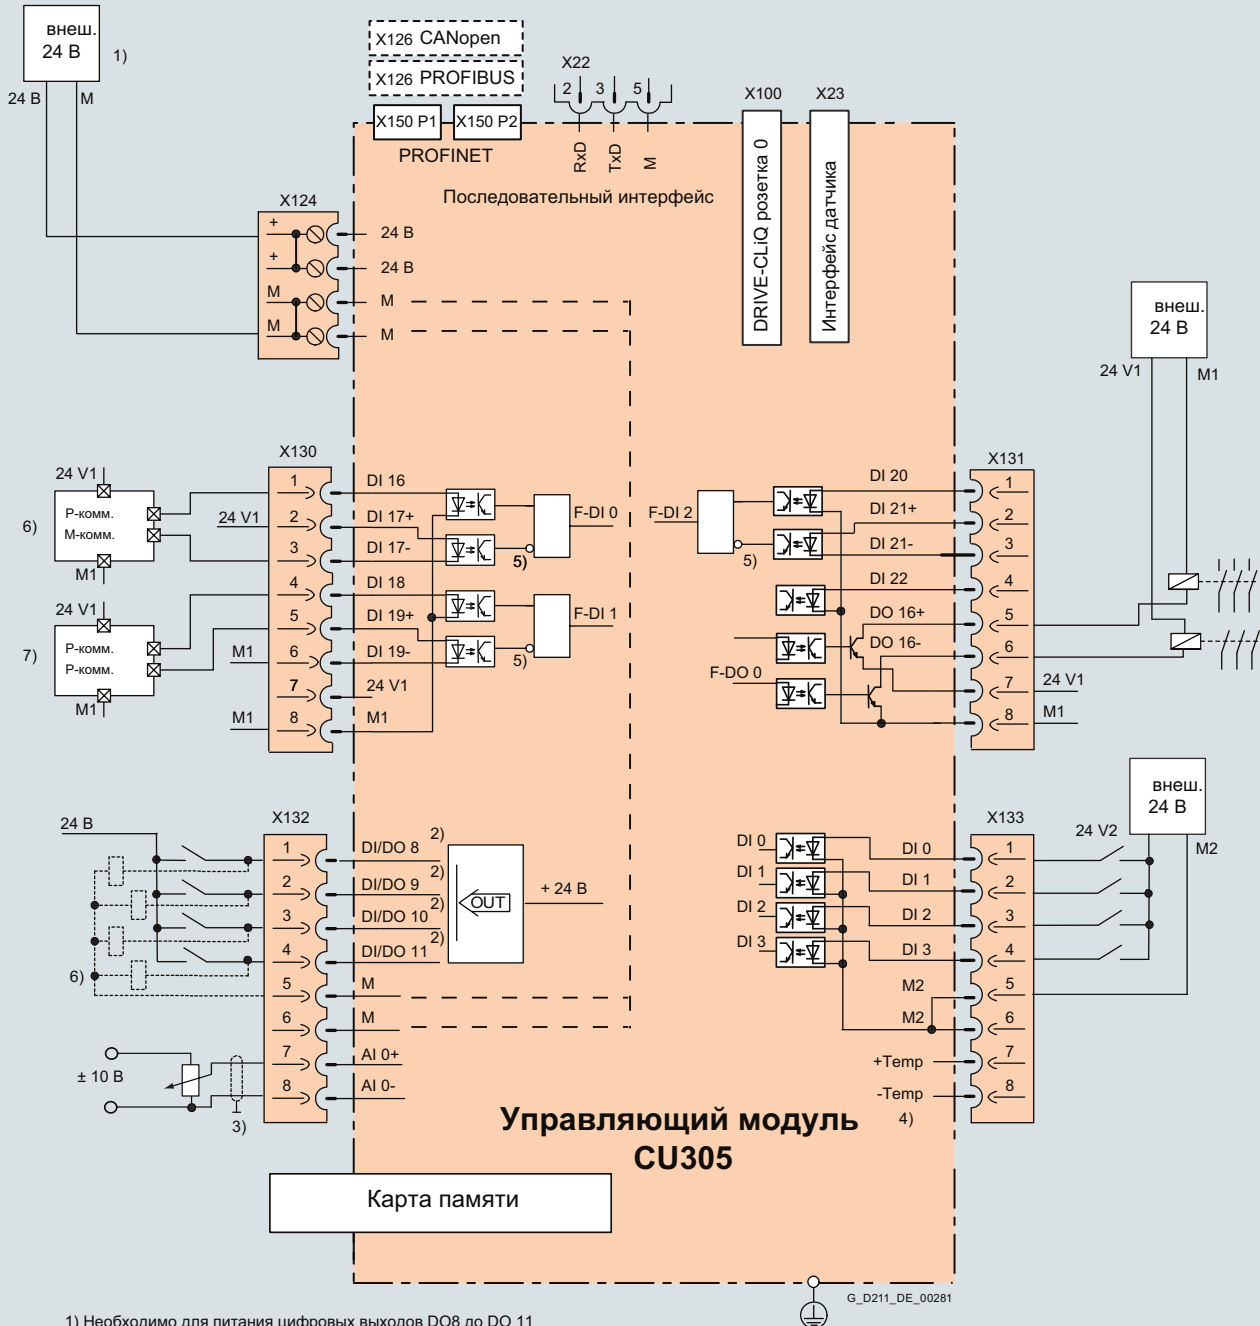 внеш.
24 В
1)
24 В
M
X126 CANopen
X126 PROFIBUS
X150 P1
X150 P2
PROFINET
X22
2
3
5
RxD
TxD
M
Последовательный интерфейс
X100
X23
DRIVE-CLiQ розетка 0
Интерфейс датчика
X124
+
24 В
+
24 В
M
M
M
M
внеш.
24 В
24 V1
M1
X130
24 V1
6)
P-комм.
M-комм.
M1
24 V1
1
DI 16
2
DI 17+
3
DI 17-
4
DI 18
5
DI 19+
6
DI 19-
7
24 V1
8
M1
5)
F-DI 0
5)
F-DI 1
24 V1
7)
P-комм.
P-комм.
M1
M1
M1
X131
F-DI 2
5)
DI 20
1
DI 21+
2
DI 21-
3
DI 22
4
DO 16+
5
DO 16-
6
F-DO 0
7
24 V1
8
M1
X132
24 В
6)
1
DI/DO 8
2)
2
DI/DO 9
2)
3
DI/DO 10
2)
4
DI/DO 11
2)
5
M
6
M
7
AI 0+
8
AI 0-
OUT
+ 24 В
± 10 В
3)
внеш.
24 В
X133
24 V2
M2
DI 0
DI 0
1
DI 1
DI 1
2
DI 2
DI 2
3
DI 3
DI 3
4
M2
5
M2
6
+Temp
7
-Temp
8
4)
Управляющий модуль
CU305
Карта памяти
G_D211_DE_00281
1) Необходимо для питания цифровых выходов DO8 до DO 11